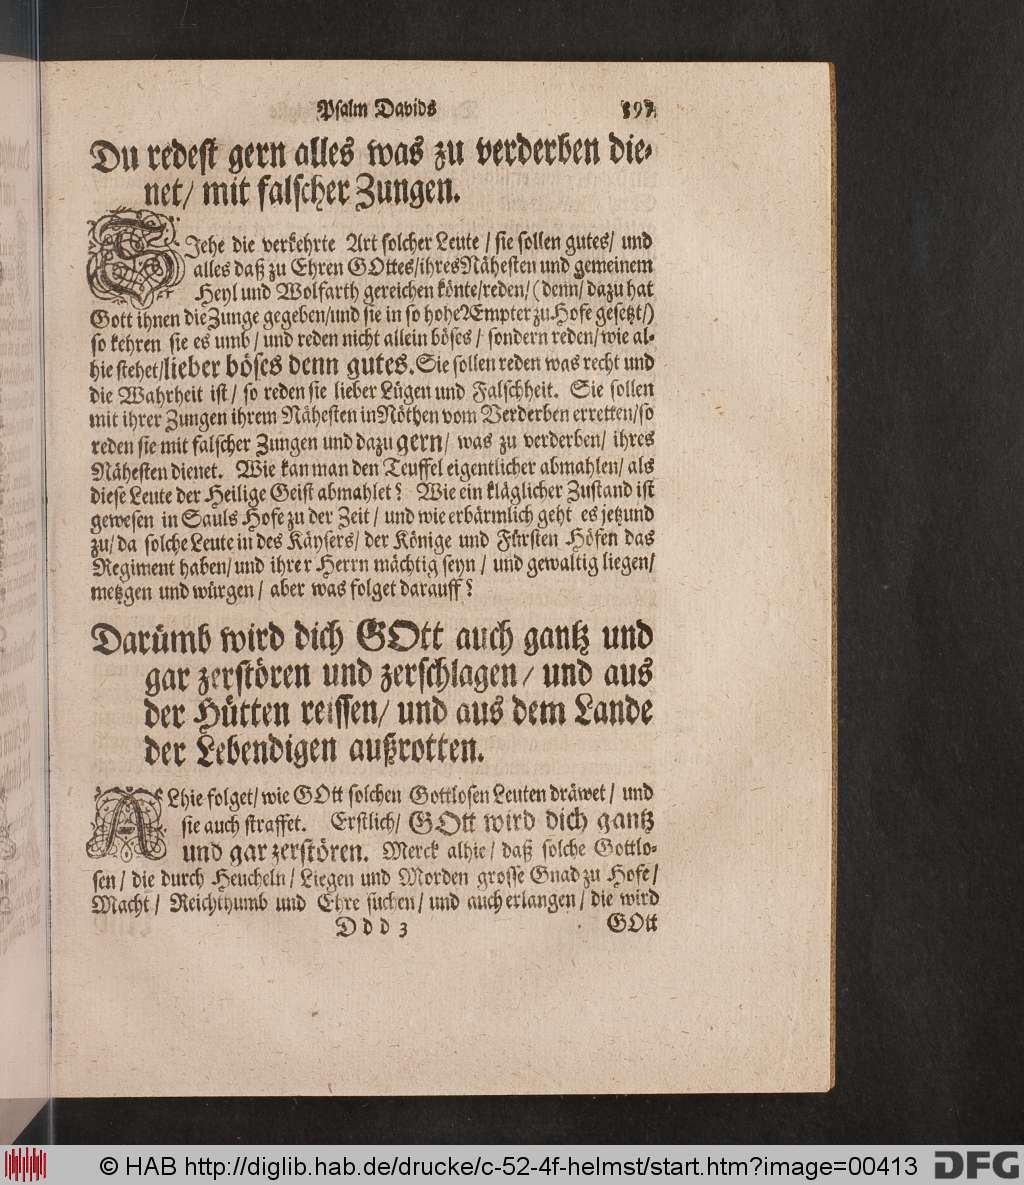 Psalm Davids 397
Du redest gern alles was zu verderben die-
net/ mit falscher Zungen.
SJehe die verkehrte Art solcher Leute / sie sollen gutes/ und
alles daß zu Ehren GOttes/ihres Nähesten und gemeinem
Heyl und Wolfarth gereichen könte/reden/ (denn/ dazu hat
Gott ihnen die Zunge gegeben/und sie in so hohe Æmpter zu Hofe gesetzt/)
so kehren sie es umb / und reden nicht allein böses / sondern reden/ wie al-
hie stehet/lieber böses denn gutes. Sie sollen reden was recht und
die Wahrheit ist / so reden sie lieber Lügen und Falschheit. Sie sollen
mit ihrer Zungen ihrem Nähesten in Nöthen vom Verderben erretten/so
reden sie mit falscher Zungen und dazu gern/ was zu verderben/ ihres
Nähesten dienet. Wie kan man den Teuffel eigentlicher abmahlen/ als
diese Leute der Heilige Geist abmahlet? Wie ein kläglicher Zustand ist
gewesen in Sauls Hofe zu der Zeit / und wie erbärmlich geht es jetzund
zu/ da solche Leute in des Käysers/ der Könige und Fürsten Höfen das
Regiment haben/ und ihrer Herrn mächtig seyn / und gewaltig liegen/
metzgen und würgen / aber was folget darauff?
Darümb wird dich GOtt auch gantz und
gar zerstören und zerschlagen / und aus
der Hütten reissen/ und aus dem Lande
der Lebendigen außrotten.
ALhie folget/ wie GOtt solchen Gottlosen Leuten dräwet / und
sie auch straffet. Erstlich/ GOtt wird dich gantz
und gar zerstören. Merck alhie / daß solche Gottlo-
sen / die durch Heucheln / Liegen und Morden grosse Gnad zu Hofe /
Macht / Reichthumb und Ehre suchen / und auch erlangen / die wird
D d d 3 GOtt
© HAB http://diglib.hab.de/drucke/c-52-4f-helmst/start.htm?image=00413 DFG